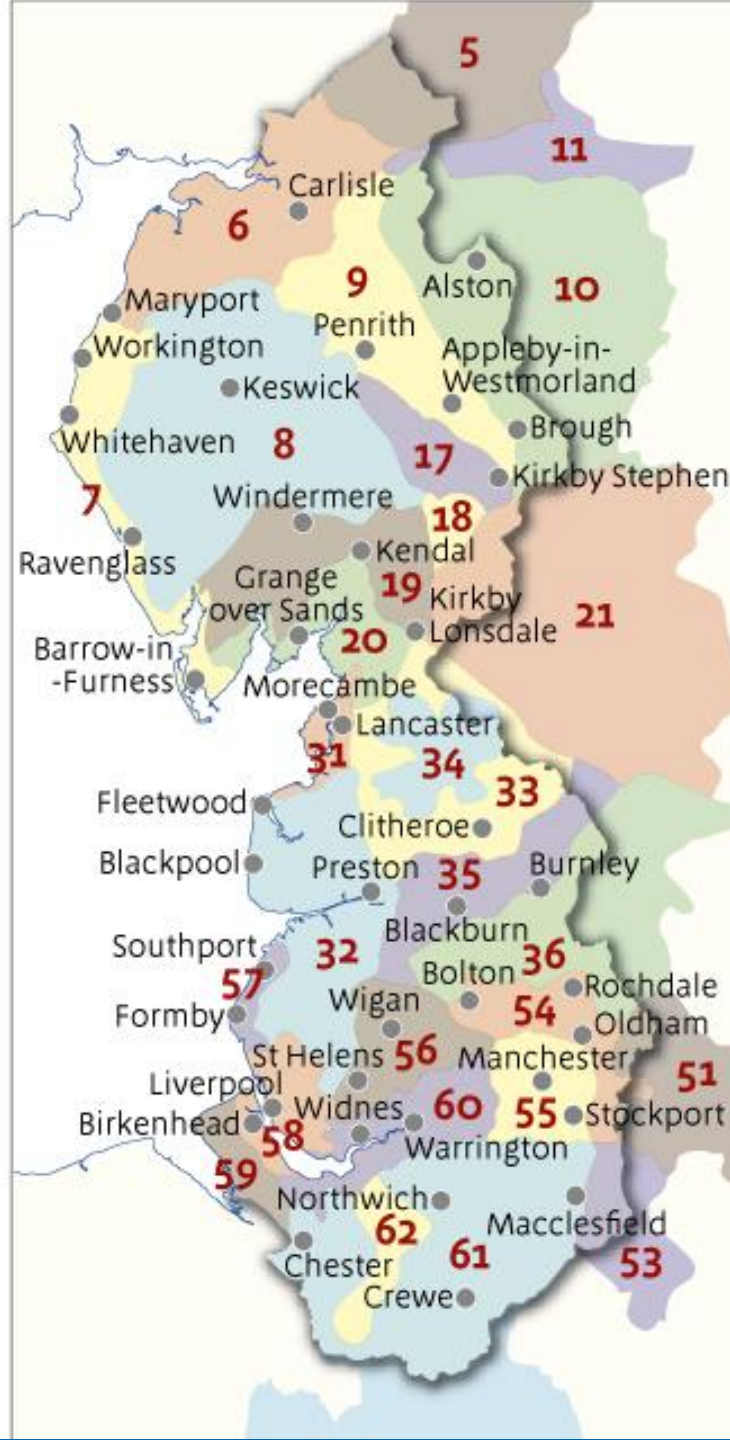 5
11
Carlisle
6
9
Alston
10
Maryport
Penrith
Workington
Appleby-in-
Westmorland
Keswick
Brough
Whitehaven
8
17
Kirkby Stephen
7
Windermere
18
Ravenglass
Kendal
Grange
over Sands
19
Kirkby
Lonsdale
21
20
Barrow-in
-Furness
Morecambe
Lancaster
31
34
33
Fleetwood
Clitheroe
Blackpool
Preston
35
Burnley
Blackburn
Southport
32
36
57
Bolton
Rochdale
Formby
Wigan
54
Oldham
St Helens
56
Manchester
51
Liverpool
Birkenhead
58
Widnes
60
55
Stockport
Warrington
59
Northwich
62
Macclesfield
Chester
61
53
Crewe